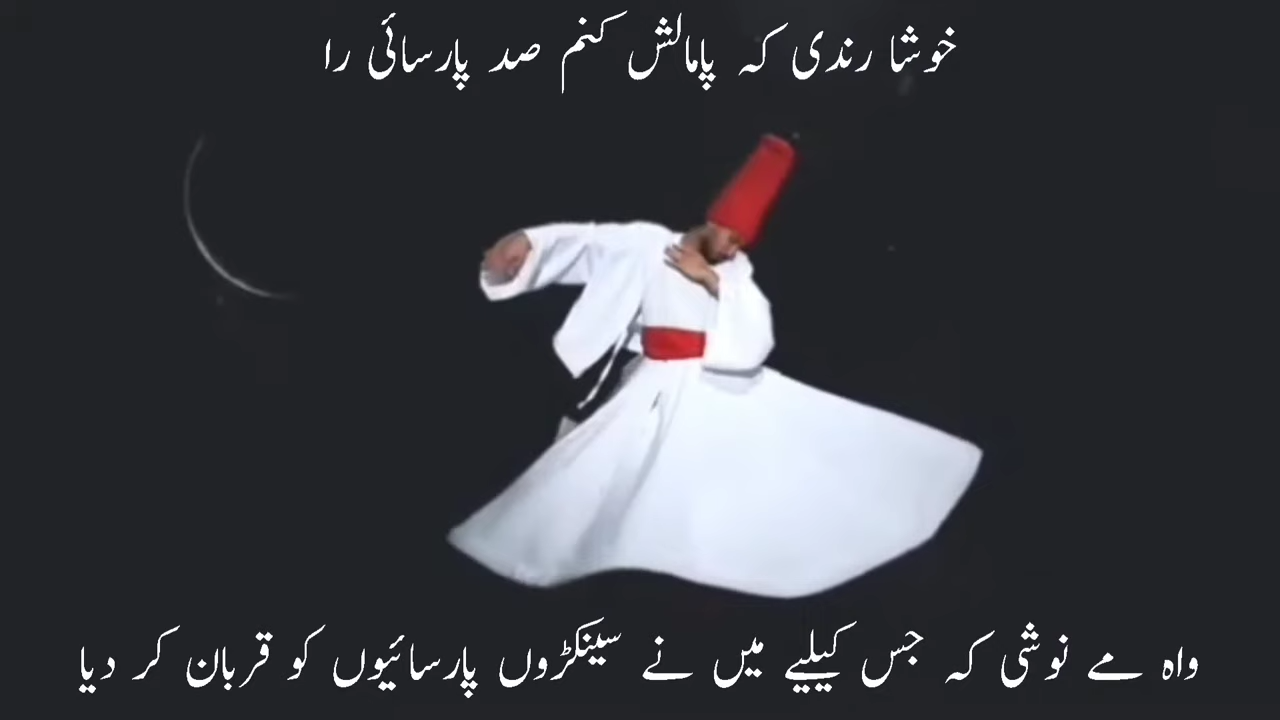 خوشا رندی کہ پامالش کنم صد پارسائی را
واہ مے نوشی کہ جس کیلیے میں نے سینکڑوں پارسائیوں کو قربان کر دیا